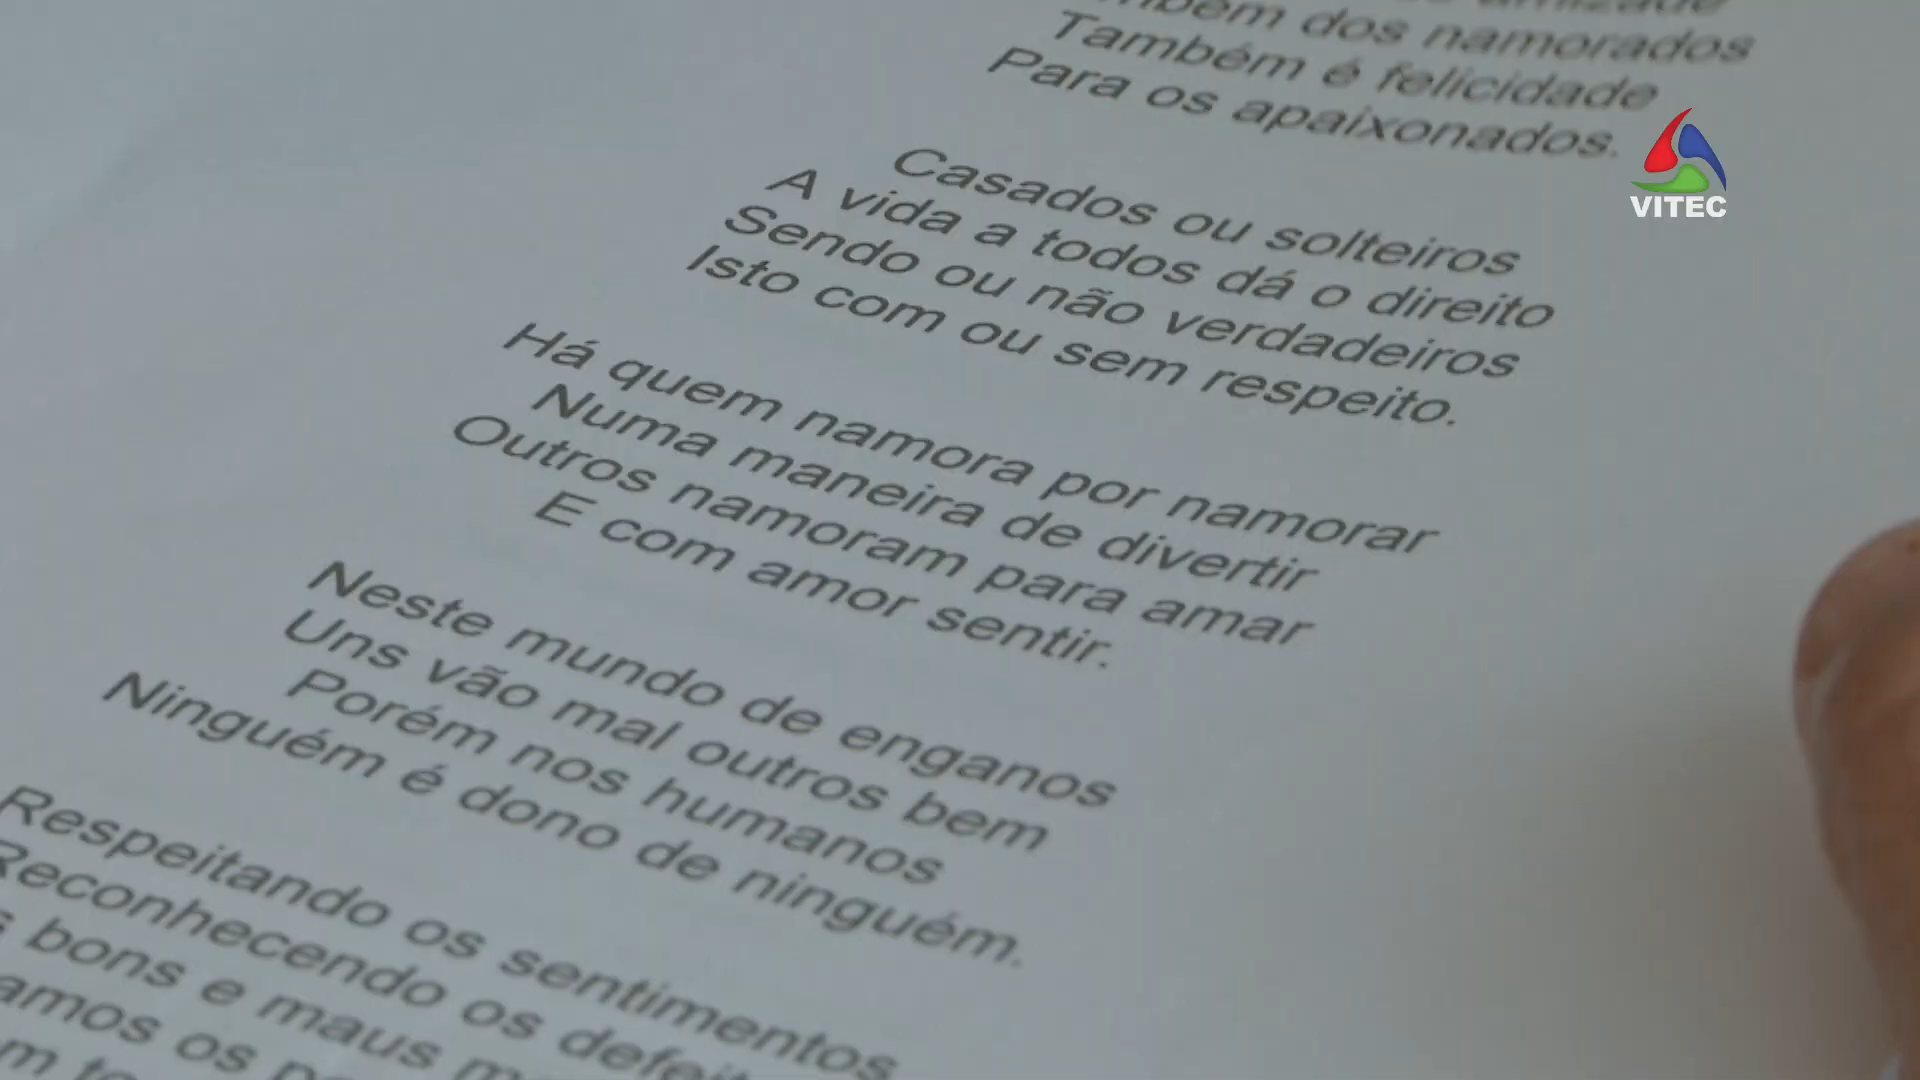 amizade
dos namorados
Também é felicidade
Para os apaixonados.
Casados ou solteiros
A vida a todos dá o direito
Sendo ou não verdadeiros
Isto com ou sem respeito.
Há quem namora por namorar
Numa maneira de divertir
Outros namoram para amar
E com amor sentir.
Neste mundo de enganos
Uns vão mal outros bem
Porém nos humanos
Ninguém é dono de ninguém.
Respeitando os sentimentos
Reconhecendo os
bons e maus
os
VITEC